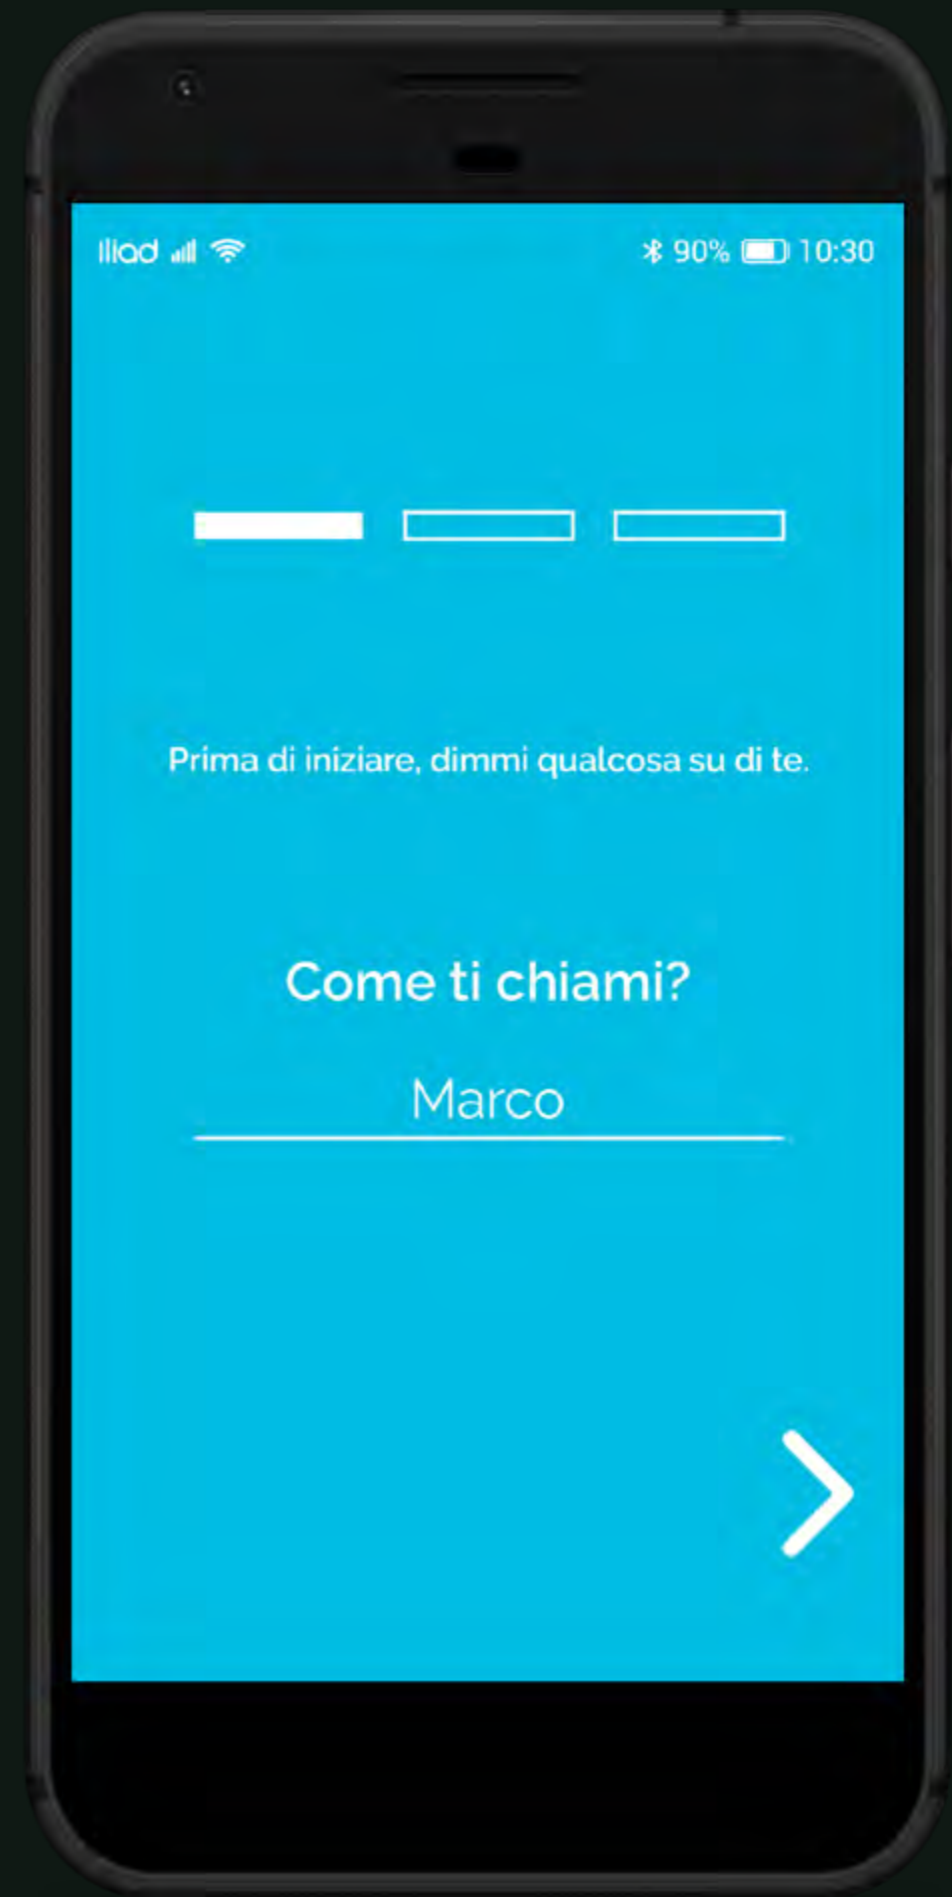 Iliad 90% 10:30
Prima di iniziare, dimmi qualcosa su di te.
Come ti chiami?
Marco